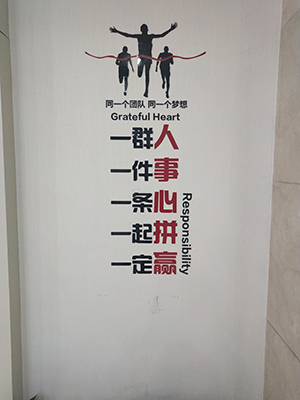 同一个团队 同一个梦想
Grateful Heart
一群人
一件事
一条心
一起拼
一定赢
Responsibility